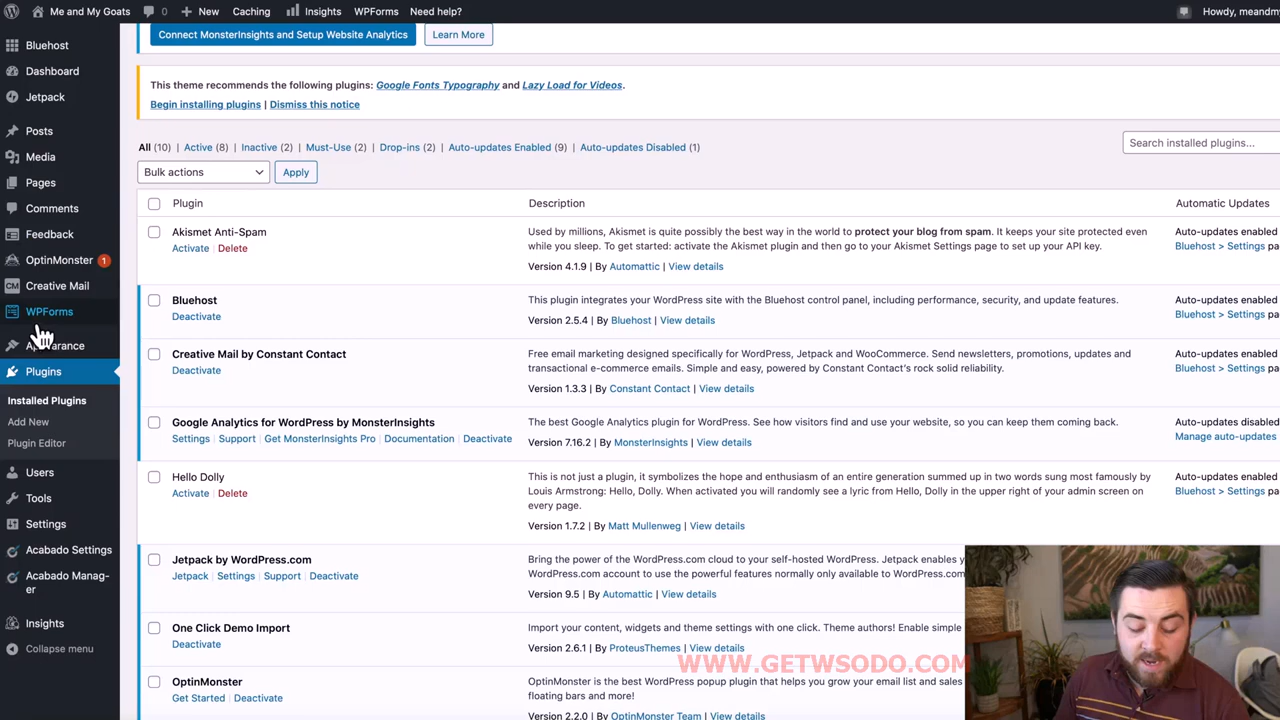 Me and My Goats 0 New Caching Insights WPForms Need help? Howdy, meandm
Bluehost
Dashboard
Jetpack
Posts
Media
Pages
Comments
Feedback
OptinMonster 1
CM Creative Mail
WPForms
Appearance
Plugins
Installed Plugins
Add New
Plugin Editor
Users
Tools
Settings
Acabado Settings
Acabado Manag-
er
Insights
Collapse menu
Connect MonsterInsights and Setup Website Analytics Learn More
This theme recommends the following plugins: Google Fonts Typography and Lazy Load for Videos.
Begin installing plugins | Dismiss this notice
All (10) | Active (8) | Inactive (2) | Must-Use (2) | Drop-ins (2) | Auto-updates Enabled (9) | Auto-updates Disabled (1)
Search installed plugins...
Bulk actions Apply
Plugin Description Automatic Updates
Akismet Anti-Spam
Activate | Delete
Used by millions, Akismet is quite possibly the best way in the world to protect your blog from spam. It keeps your site protected even
while you sleep. To get started: activate the Akismet plugin and then go to your Akismet Settings page to set up your API key.
Version 4.1.9 | By Automattic | View details
Auto-updates enabled
Bluehost > Settings pa
Bluehost
Deactivate
This plugin integrates your WordPress site with the Bluehost control panel, including performance, security, and update features.
Version 2.5.4 | By Bluehost | View details
Auto-updates enabled
Bluehost > Settings pa
Creative Mail by Constant Contact
Deactivate
Free email marketing designed specifically for WordPress, Jetpack and WooCommerce. Send newsletters, promotions, updates and
transactional e-commerce emails. Simple and easy, powered by Constant Contact's rock solid reliability.
Version 1.3.3 | By Constant Contact | View details
Auto-updates enabled
Bluehost > Settings pa
Google Analytics for WordPress by MonsterInsights
Settings | Support | Get MonsterInsights Pro | Documentation | Deactivate
The best Google Analytics plugin for WordPress. See how visitors find and use your website, so you can keep them coming back.
Version 7.16.2 | By MonsterInsights | View details
Auto-updates disabled
Manage auto-updates
Hello Dolly
Activate | Delete
This is not just a plugin, it symbolizes the hope and enthusiasm of an entire generation summed up in two words sung most famously by
Louis Armstrong: Hello, Dolly. When activated you will randomly see a lyric from Hello, Dolly in the upper right of your admin screen on
every page.
Version 1.7.2 | By Matt Mullenweg | View details
Auto-updates enabled
Bluehost > Settings pa
Jetpack by WordPress.com
Jetpack | Settings | Support | Deactivate
Bring the power of the WordPress.com cloud to your self-hosted WordPress. Jetpack enables y
WordPress.com account to use the powerful features normally only available to WordPress.com
Version 9.5 | By Automattic | View details
One Click Demo Import
Deactivate
Import your content, widgets and theme settings with one click. Theme authors! Enable simple
Version 2.6.1 | By ProteusThemes | View details
WWW.GETWSODO.COM
OptinMonster
Get Started | Deactivate
OptinMonster is the best WordPress popup plugin that helps you grow your email list and sales
floating bars and more!
Version 2.2.0 | By OptinMonster Team | View details